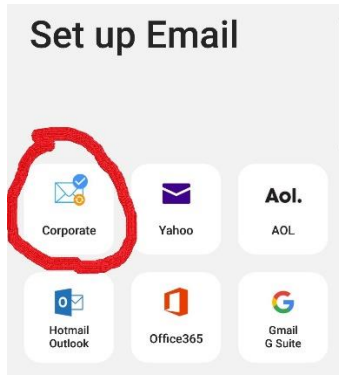 Set up Email
Aol.
Corporate
Yahoo
AOL
Hotmail
Outlook
Office365
Gmail
G Suite